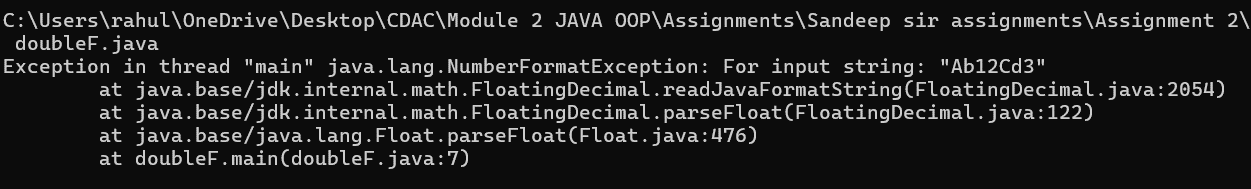 C:\Users\rahul\OneDrive\Desktop\CDAC\Module 2 JAVA OOP\Assignments\Sandeep sir assignments\Assignment 2\
doubleF.java
Exception in thread "main" java.lang.NumberFormatException: For input string: "Ab12Cd3"
at java.base/jdk.internal.math.FloatingDecimal.readJavaFormatString(FloatingDecimal.java:2054)
at java.base/jdk.internal.math.FloatingDecimal.parseFloat(FloatingDecimal.java:122)
at java.base/java.lang.Float.parseFloat(Float.java:476)
at doubleF.main(doubleF.java:7)